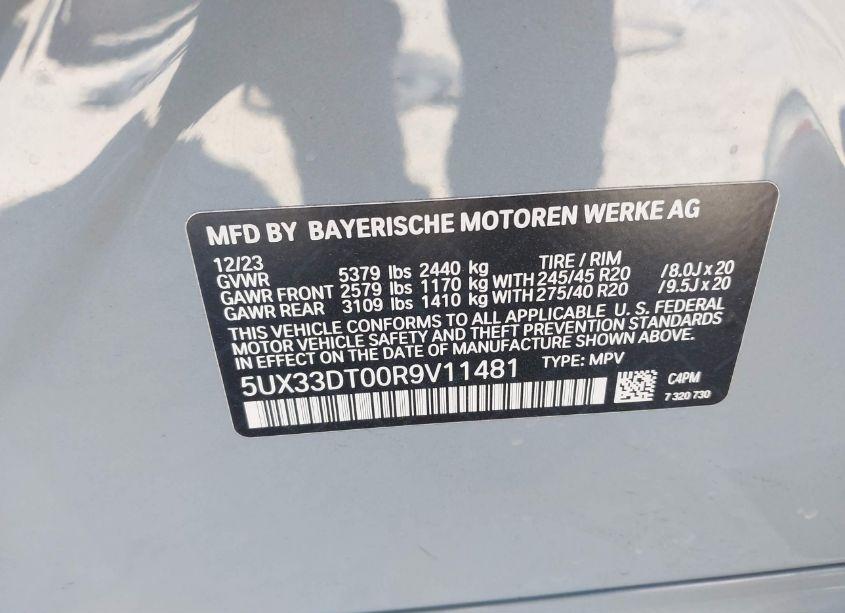 MFD BY BAYERISCHE MOTOREN WERKE AG
12/23 TIRE / RIM
GVWR 5379 lbs 2440 kg
GAWR FRONT 2579 lbs 1170 kg WITH 245/45 R20 / 8.0J x 20
GAWR REAR 3109 lbs 1410 kg WITH 275/40 R20 / 9.5J x 20
THIS VEHICLE CONFORMS TO ALL APPLICABLE U. S. FEDERAL
MOTOR VEHICLE SAFETY AND THEFT PREVENTION STANDARDS
IN EFFECT ON THE DATE OF MANUFACTURE SHOWN ABOVE.
5UX33DT00R9V11481 TYPE: MPV
C4PM
7 320 730